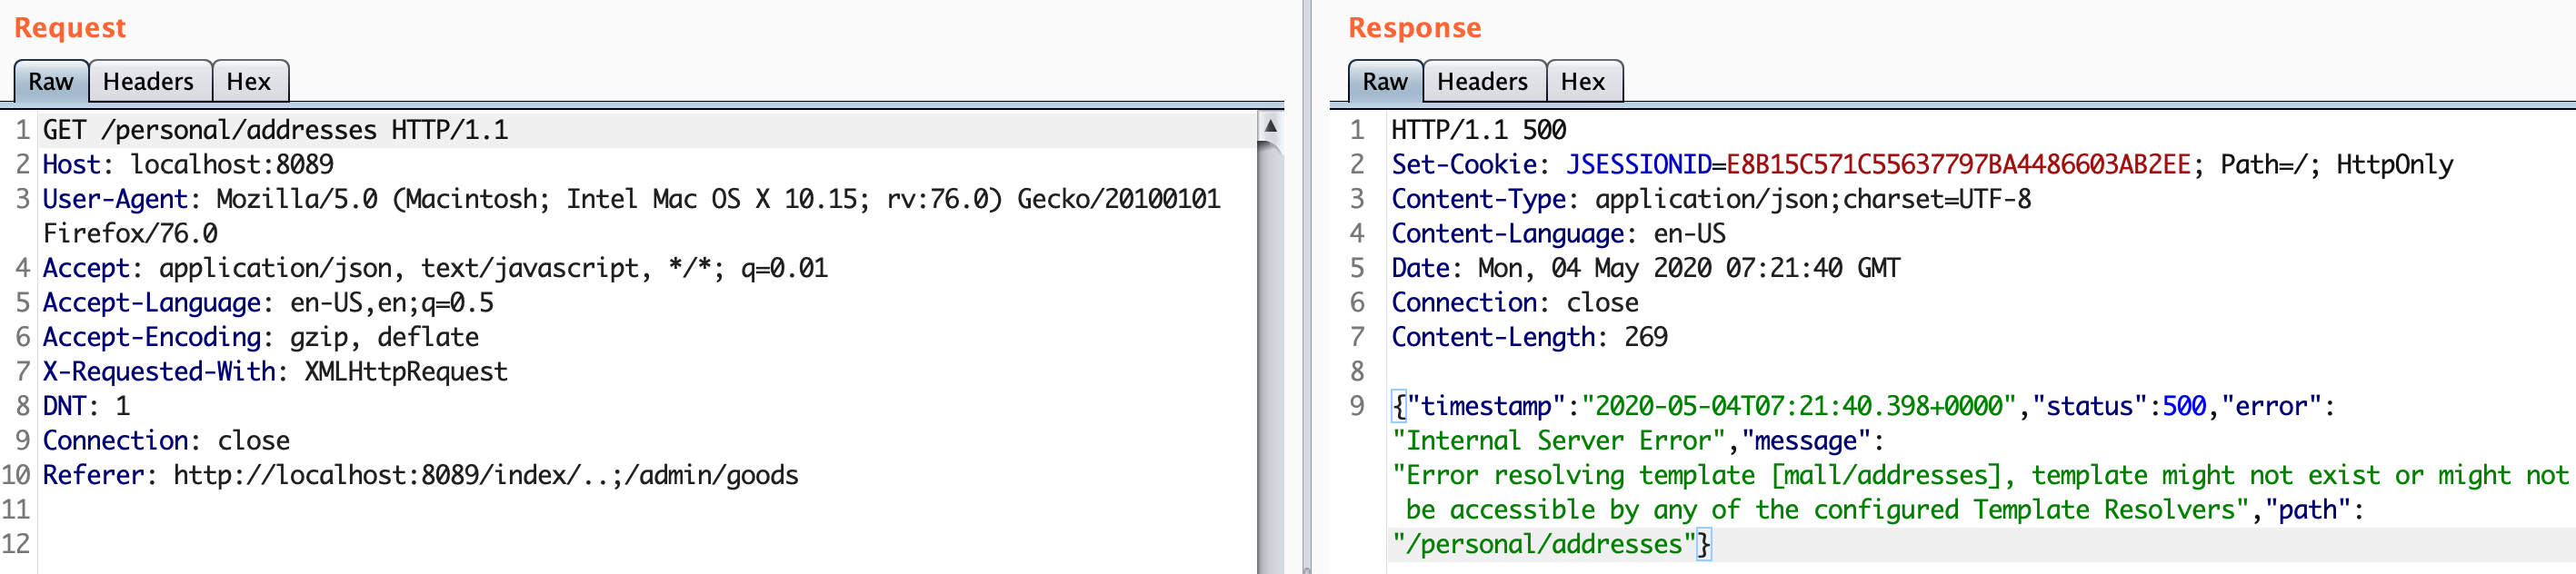 Request
Raw Headers Hex
1 GET /personal/addresses HTTP/1.1
2 Host: localhost:8089
3 User-Agent: Mozilla/5.0 (Macintosh; Intel Mac OS X 10.15; rv:76.0) Gecko/20100101
Firefox/76.0
4 Accept: application/json, text/javascript, */*; q=0.01
5 Accept-Language: en-US,en;q=0.5
6 Accept-Encoding: gzip, deflate
7 X-Requested-With: XMLHttpRequest
8 DNT: 1
9 Connection: close
10 Referer: http://localhost:8089/index/..;/admin/goods
11
12
Response
Raw Headers Hex
1 HTTP/1.1 500
2 Set-Cookie: JSESSIONID=E8B15C571C55637797BA4486603AB2EE; Path=/; HttpOnly
3 Content-Type: application/json;charset=UTF-8
4 Content-Language: en-US
5 Date: Mon, 04 May 2020 07:21:40 GMT
6 Connection: close
7 Content-Length: 269
8
9 {"timestamp":"2020-05-04T07:21:40.398+0000","status":500,"error":
"Internal Server Error","message":
"Error resolving template [mall/addresses], template might not exist or might not
be accessible by any of the configured Template Resolvers","path":
"/personal/addresses"}